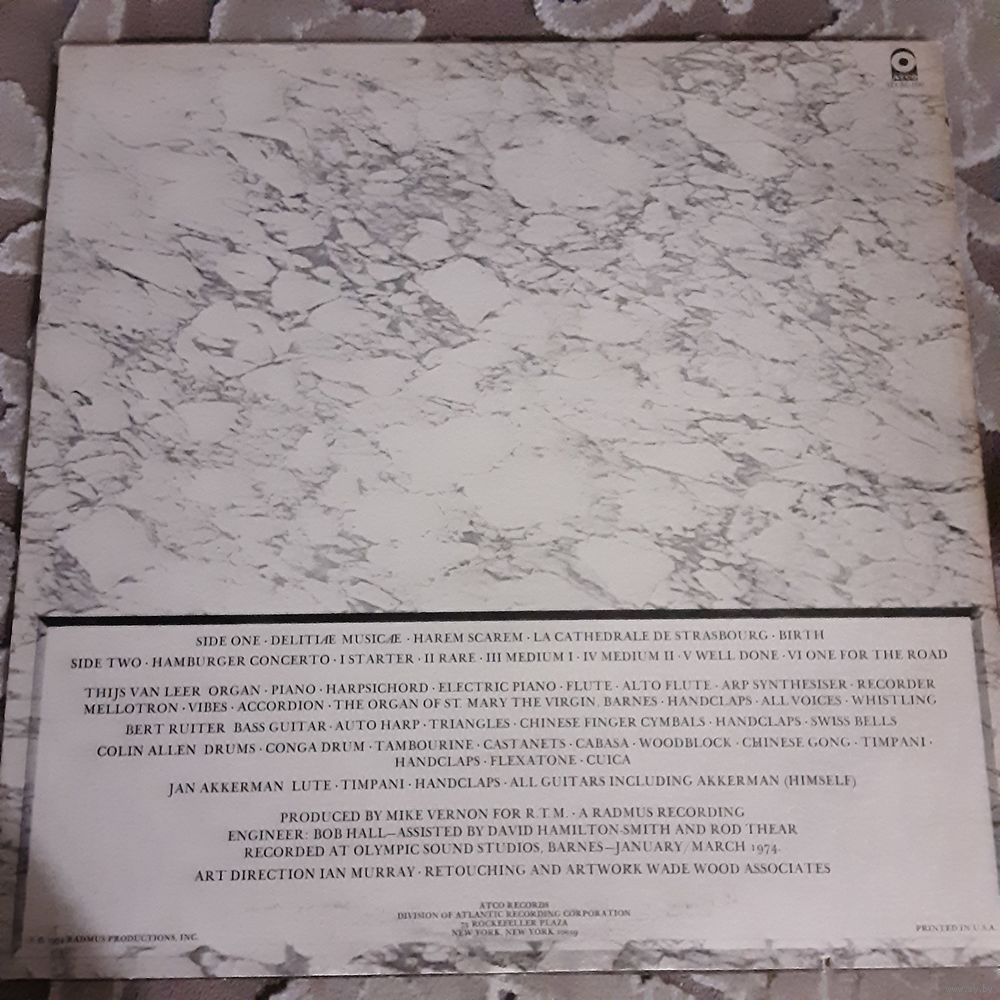 ATCO
SIDE ONE · DELITIÆ MUSICÆ · HAREM SCAREM · LA CATHEDRALE DE STRASBOURG · BIRTH
SIDE TWO · HAMBURGER CONCERTO · I STARTER · II RARE · III MEDIUM I · IV MEDIUM II · V WELL DONE · VI ONE FOR THE ROAD
THIJS VAN LEER ORGAN · PIANO · HARPSICHORD · ELECTRIC PIANO · FLUTE · ALTO FLUTE · ARP SYNTHESISER · RECORDER
MELLOTRON · VIBES · ACCORDION · THE ORGAN OF ST. MARY THE VIRGIN, BARNES · HANDCLAPS · ALL VOICES · WHISTLING
BERT RUITER BASS GUITAR · AUTO HARP · TRIANGLES · CHINESE FINGER CYMBALS · HANDCLAPS · SWISS BELLS
COLIN ALLEN DRUMS · CONGA DRUM · TAMBOURINE · CASTANETS · CABASA · WOODBLOCK · CHINESE GONG · TIMPANI ·
HANDCLAPS · FLEXATONE · CUICA
JAN AKKERMAN LUTE · TIMPANI · HANDCLAPS · ALL GUITARS INCLUDING AKKERMAN (HIMSELF)
PRODUCED BY MIKE VERNON FOR R.T.M. · A RADMUS RECORDING
ENGINEER: BOB HALL—ASSISTED BY DAVID HAMILTON-SMITH AND ROD THEAR
RECORDED AT OLYMPIC SOUND STUDIOS, BARNES—JANUARY/MARCH 1974.
ART DIRECTION IAN MURRAY · RETOUCHING AND ARTWORK WADE WOOD ASSOCIATES
ATCO RECORDS
DIVISION OF ATLANTIC RECORDING CORPORATION
75 ROCKEFELLER PLAZA
NEW YORK, NEW YORK 10019
℗ © 1974 RADMUS PRODUCTIONS, INC.
PRINTED IN U.S.A.